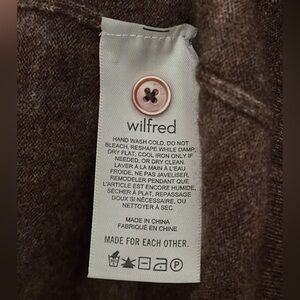 wilfred
HAND WASH COLD, DO NOT
BLEACH, RESHAPE WHILE DAMP,
DRY FLAT, COOL IRON ONLY IF
NEEDED, OR DRY CLEAN.
LAVER À LA MAIN À L'EAU
FROIDE, NE PAS JAVELISER,
REMODELER PENDANT QUE
L'ARTICLE EST ENCORE HUMIDE,
SÉCHER À PLAT, REPASSAGE
DOUX SI NÉCESSAIRE, OU
NETTOYER À SEC.
MADE IN CHINA
FABRIQUÉ EN CHINE
MADE FOR EACH OTHER.
P